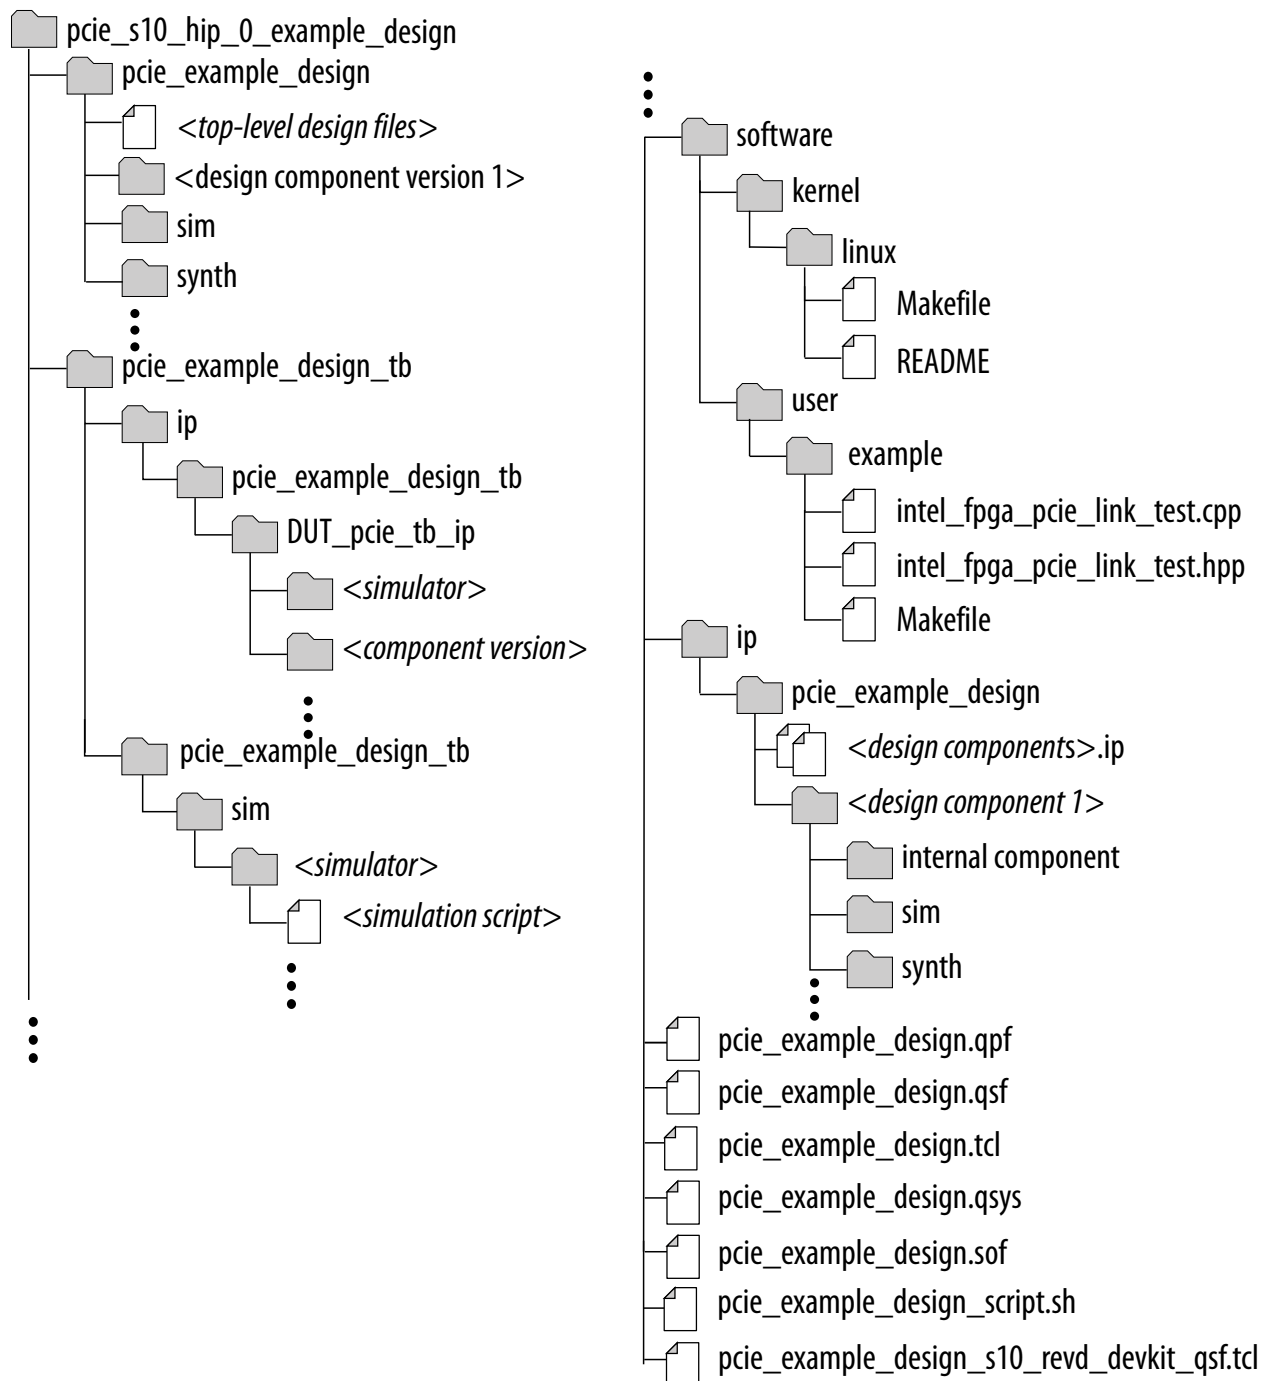 pcie_s10_hip_0_example_design
pcie_example_design
<top-level design files>
<design component version 1>
sim
synth
pcie_example_design_tb
ip
pcie_example_design_tb
DUT_pcie_tb_ip
<simulator>
<component version>
pcie_example_design_tb
sim
<simulator>
<simulation script>
software
kernel
linux
Makefile
README
user
example
intel_fpga_pcie_link_test.cpp
intel_fpga_pcie_link_test.hpp
Makefile
ip
pcie_example_design
<design components>.ip
<design component 1>
internal component
sim
synth
pcie_example_design.qpf
pcie_example_design.qsf
pcie_example_design.tcl
pcie_example_design.qsys
pcie_example_design.sof
pcie_example_design_script.sh
pcie_example_design_s10_revd_devkit_qsf.tcl